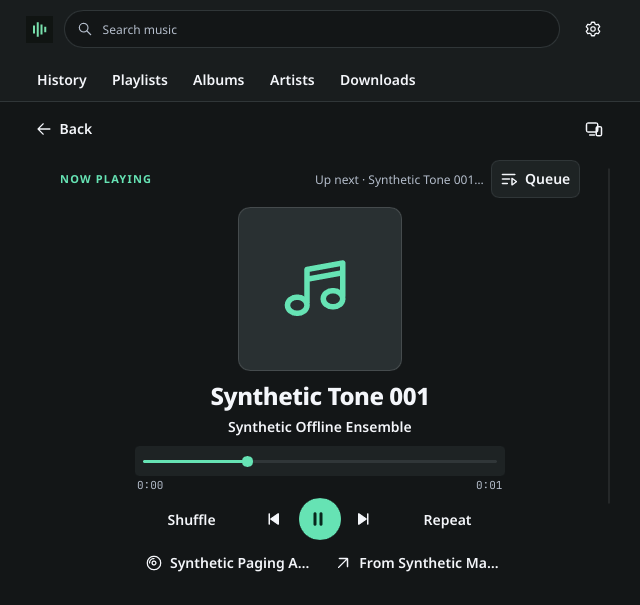 Search music
History Playlists Albums Artists Downloads
Back
NOW PLAYING
Up next · Synthetic Tone 001...
Queue
Synthetic Tone 001
Synthetic Offline Ensemble
0:00 0:01
Shuffle Repeat
Synthetic Paging A... From Synthetic Ma...